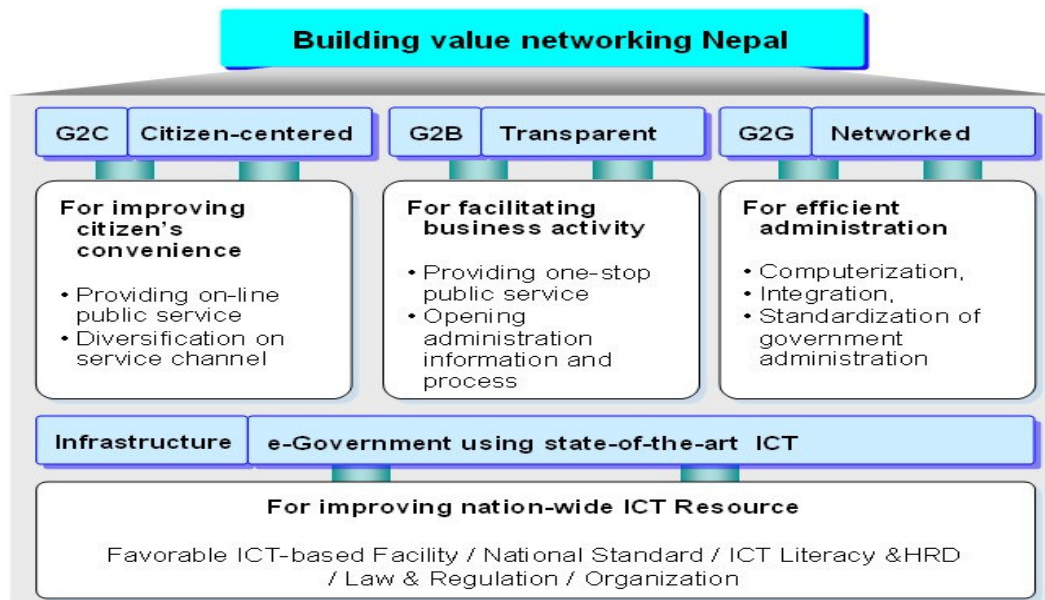 Building value networking Nepal
G2C Citizen-centered
G2B Transparent
G2G Networked
For improving
citizen's
convenience
• Providing on-line
public service
• Diversification on
service channel
For facilitating
business activity
• Providing one-stop
public service
• Opening
administration
information and
process
For efficient
administration
• Computerization,
• Integration,
• Standardization of
government
administration
Infrastructure e-Government using state-of-the-art ICT
For improving nation-wide ICT Resource
Favorable ICT-based Facility / National Standard / ICT Literacy &HRD
/ Law & Regulation / Organization